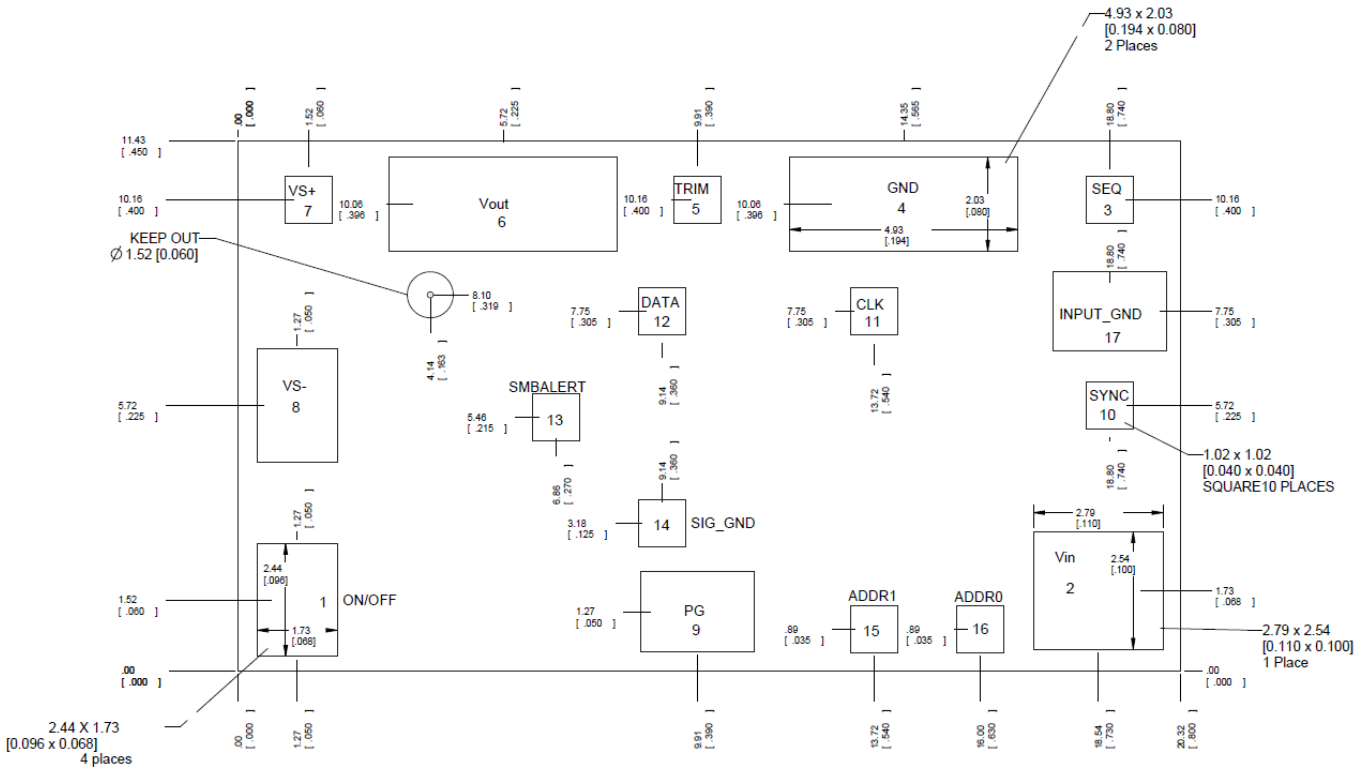 4.93 x 2.03
[0.194 x 0.080]
2 Places
.00
[ .000 ]
1.52
[ .060 ]
5.72
[ .225 ]
9.91
[ .390 ]
14.35
[ .565 ]
18.80
[ .740 ]
11.43
[ .450 ]
10.16
[ .400 ]
VS+
7
10.06
[ .396 ]
Vout
6
10.16
[ .400 ]
TRIM
5
10.06
[ .396 ]
GND
4
2.03
[.080]
4.93
[.194]
SEQ
3
10.16
[ .400 ]
KEEP OUT
Ø 1.52 [0.060]
8.10
[ .319 ]
4.14
[ .163 ]
7.75
[ .305 ]
DATA
12
9.14
[ .360 ]
7.75
[ .305 ]
CLK
11
13.72
[ .540 ]
18.80
[ .740 ]
INPUT_GND
17
7.75
[ .305 ]
1.27
[ .050 ]
VS-
8
5.72
[ .225 ]
SMBALERT
13
5.46
[ .215 ]
6.86
[ .270 ]
SYNC
10
5.72
[ .225 ]
18.80
[ .740 ]
1.02 x 1.02
[0.040 x 0.040]
SQUARE10 PLACES
9.14
[ .360 ]
3.18
[ .125 ]
14
SIG_GND
1.27
[ .050 ]
2.44
[.096]
1.73
[.068]
1
ON/OFF
1.52
[ .060 ]
1.27
[ .050 ]
PG
9
ADDR1
.89
[ .035 ]
15
ADDR0
.89
[ .035 ]
16
2.79
[.110]
Vin
2
2.54
[.100]
1.73
[ .068 ]
2.79 x 2.54
[0.110 x 0.100]
1 Place
.00
[ .000 ]
.00
[ .000 ]
2.44 X 1.73
[0.096 x 0.068]
4 places
.00
[ .000 ]
1.27
[ .050 ]
9.91
[ .390 ]
13.72
[ .540 ]
16.00
[ .630 ]
18.54
[ .730 ]
20.32
[ .800 ]